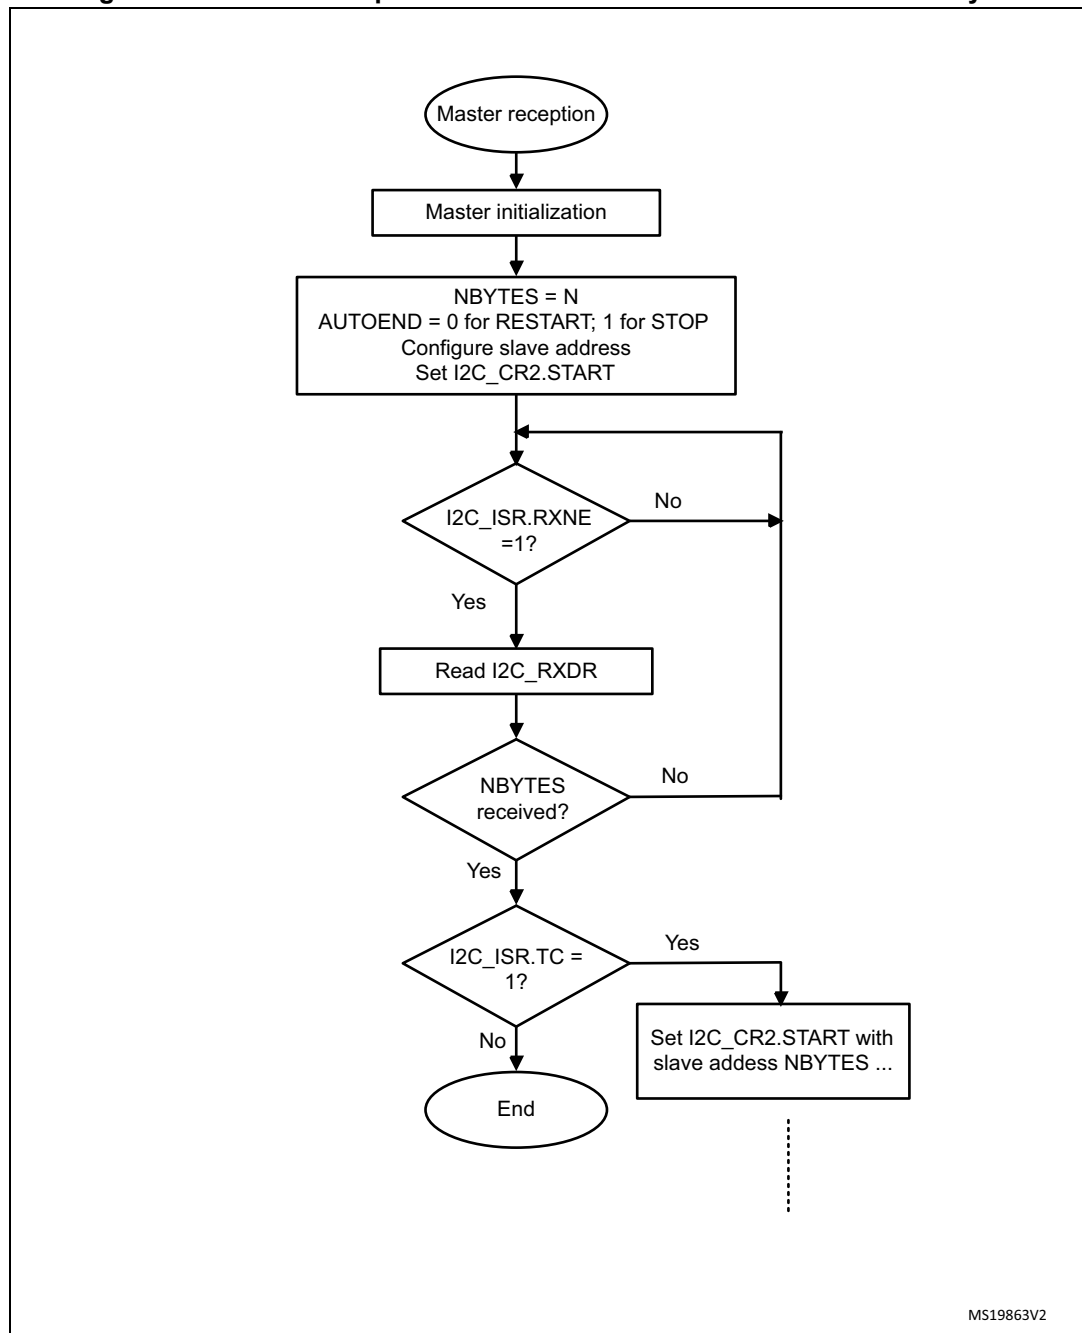 Master reception
Master initialization
NBYTES = N
AUTOEND = 0 for RESTART; 1 for STOP
Configure slave address
Set I2C_CR2.START
No
I2C_ISR.RXNE
=1?
Yes
Read I2C_RXDR
NBYTES
received?
No
Yes
I2C_ISR.TC =
1?
Yes
No
Set I2C_CR2.START with
slave addess NBYTES ...
End
MS19863V2